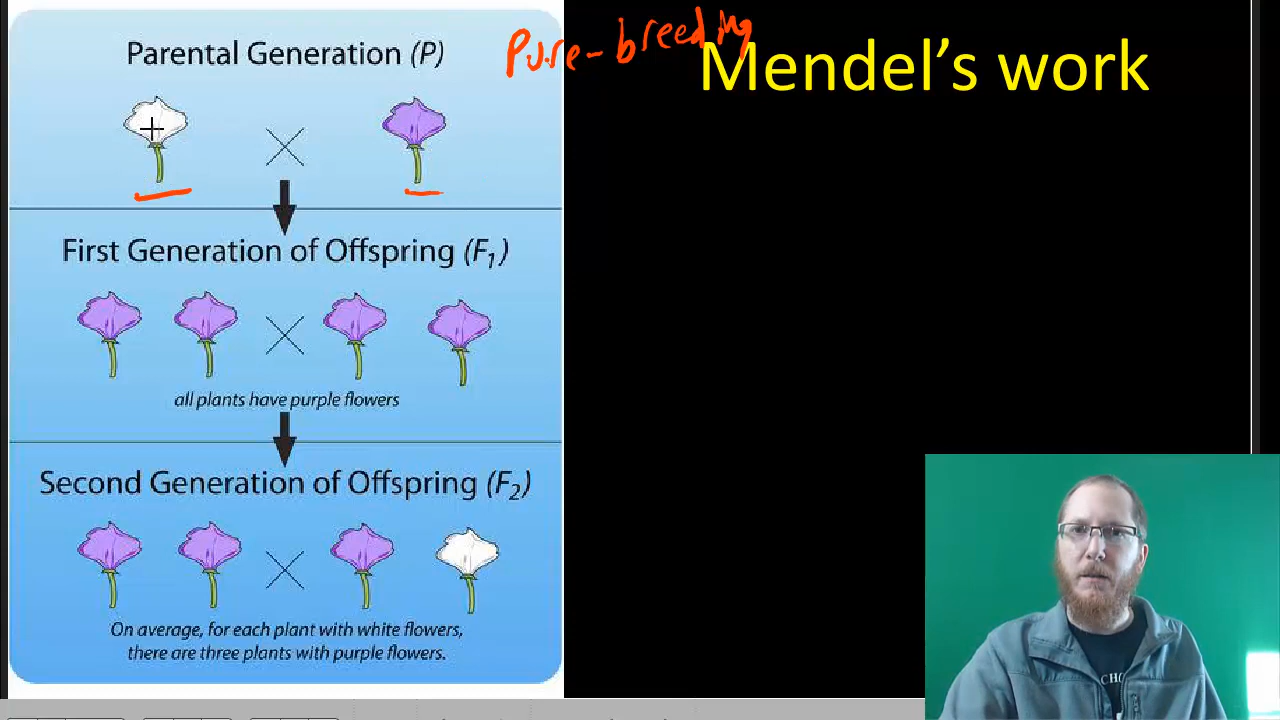 Parental Generation (P)
Pure-breeding
Mendel's work
First Generation of Offspring (F1)
all plants have purple flowers
Second Generation of Offspring (F2)
On average, for each plant with white flowers,
there are three plants with purple flowers.
CHO